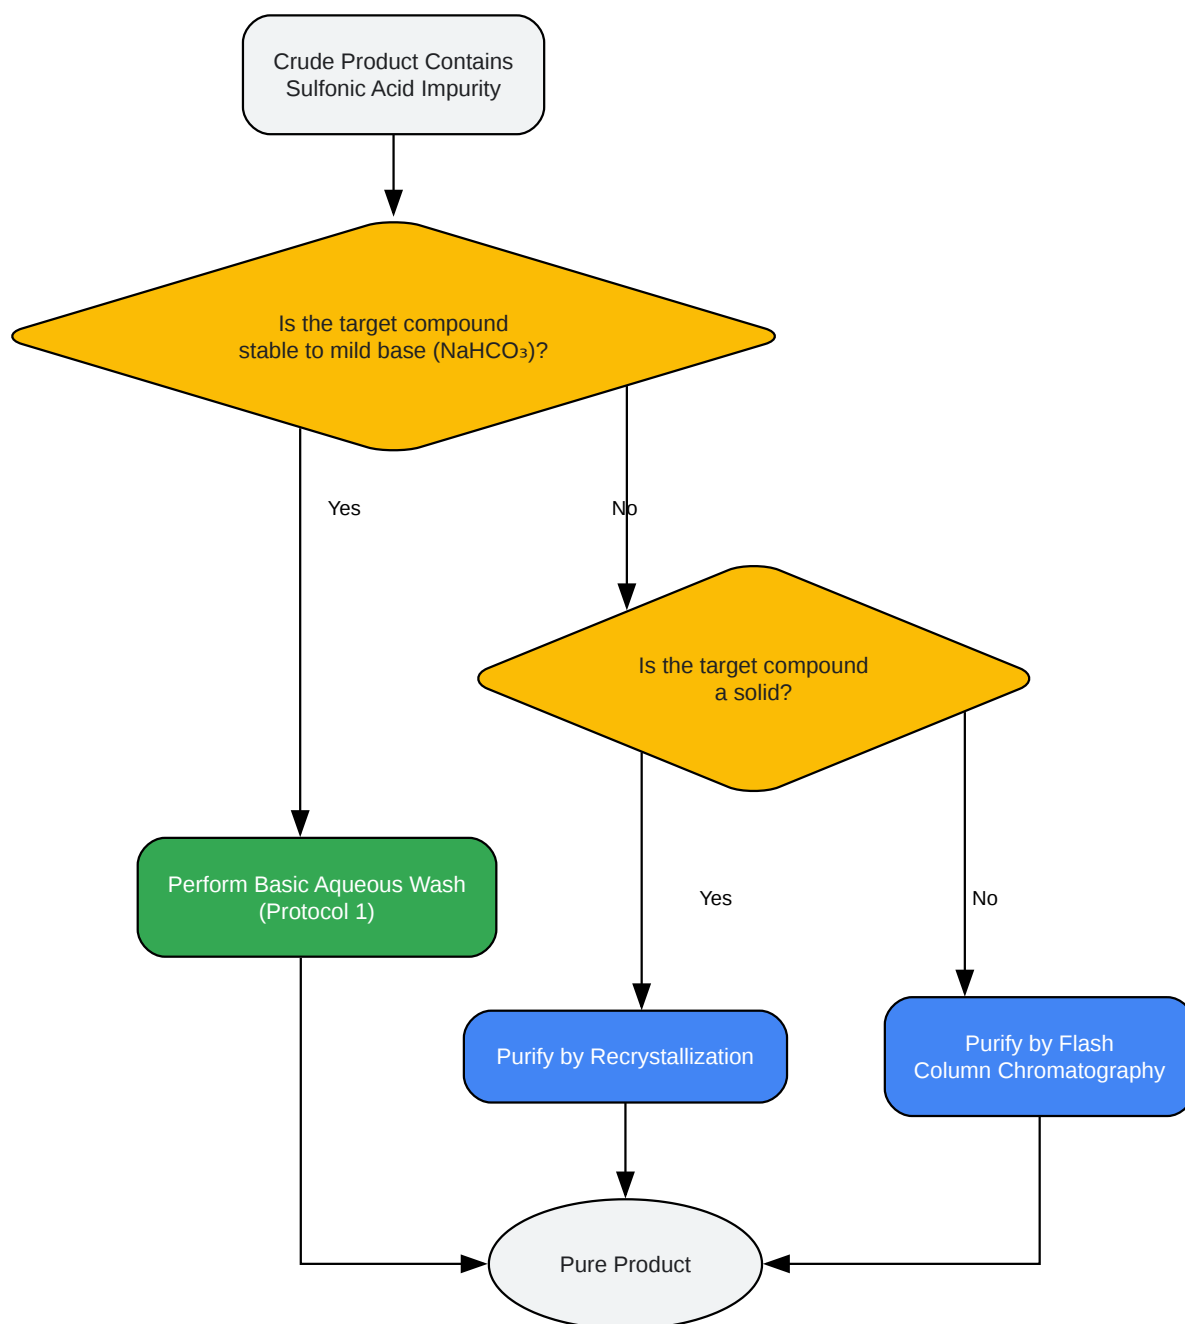 Crude Product Contains
Sulfonic Acid Impurity
Is the target compound
stable to mild base (NaHCO₃)?
Yes
No
Is the target compound
a solid?
Perform Basic Aqueous Wash
(Protocol 1)
Yes
No
Purify by Recrystallization
Purify by Flash
Column Chromatography
Pure Product